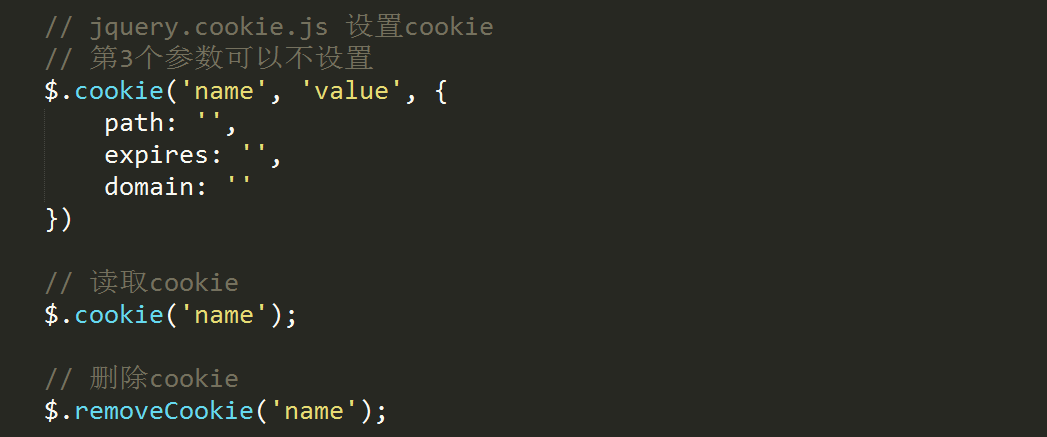 // jquery.cookie.js 设置cookie
// 第3个参数可以不设置
$.cookie('name', 'value', {
    path: '',
    expires: '',
    domain: ''
})
// 读取cookie
$.cookie('name');
// 删除cookie
$.removeCookie('name');